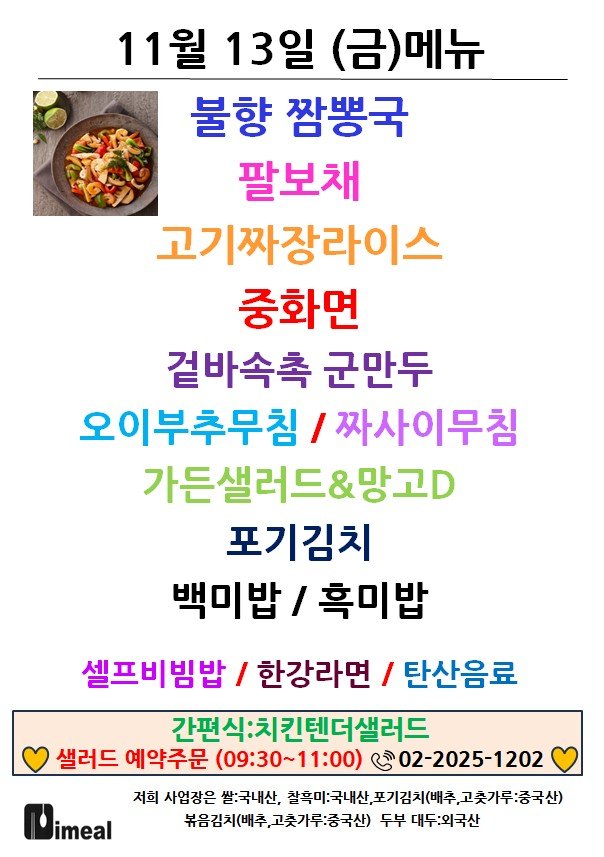 11월 13일 (금)메뉴
불향 짬뽕국
팔보채
고기짜장라이스
중화면
겉바속촉 군만두
오이부추무침 / 짜사이무침
가든샐러드&망고D
포기김치
백미밥 / 흑미밥
셀프비빔밥 / 한강라면 / 탄산음료
간편식:치킨텐더샐러드
샐러드 예약주문 (09:30~11:00) 02-2025-1202
저희 사업장은 쌀:국내산, 찰흑미:국내산,포기김치(배추,고춧가루:중국산)
볶음김치(배추,고춧가루:중국산) 두부 대두:외국산
Dimeal